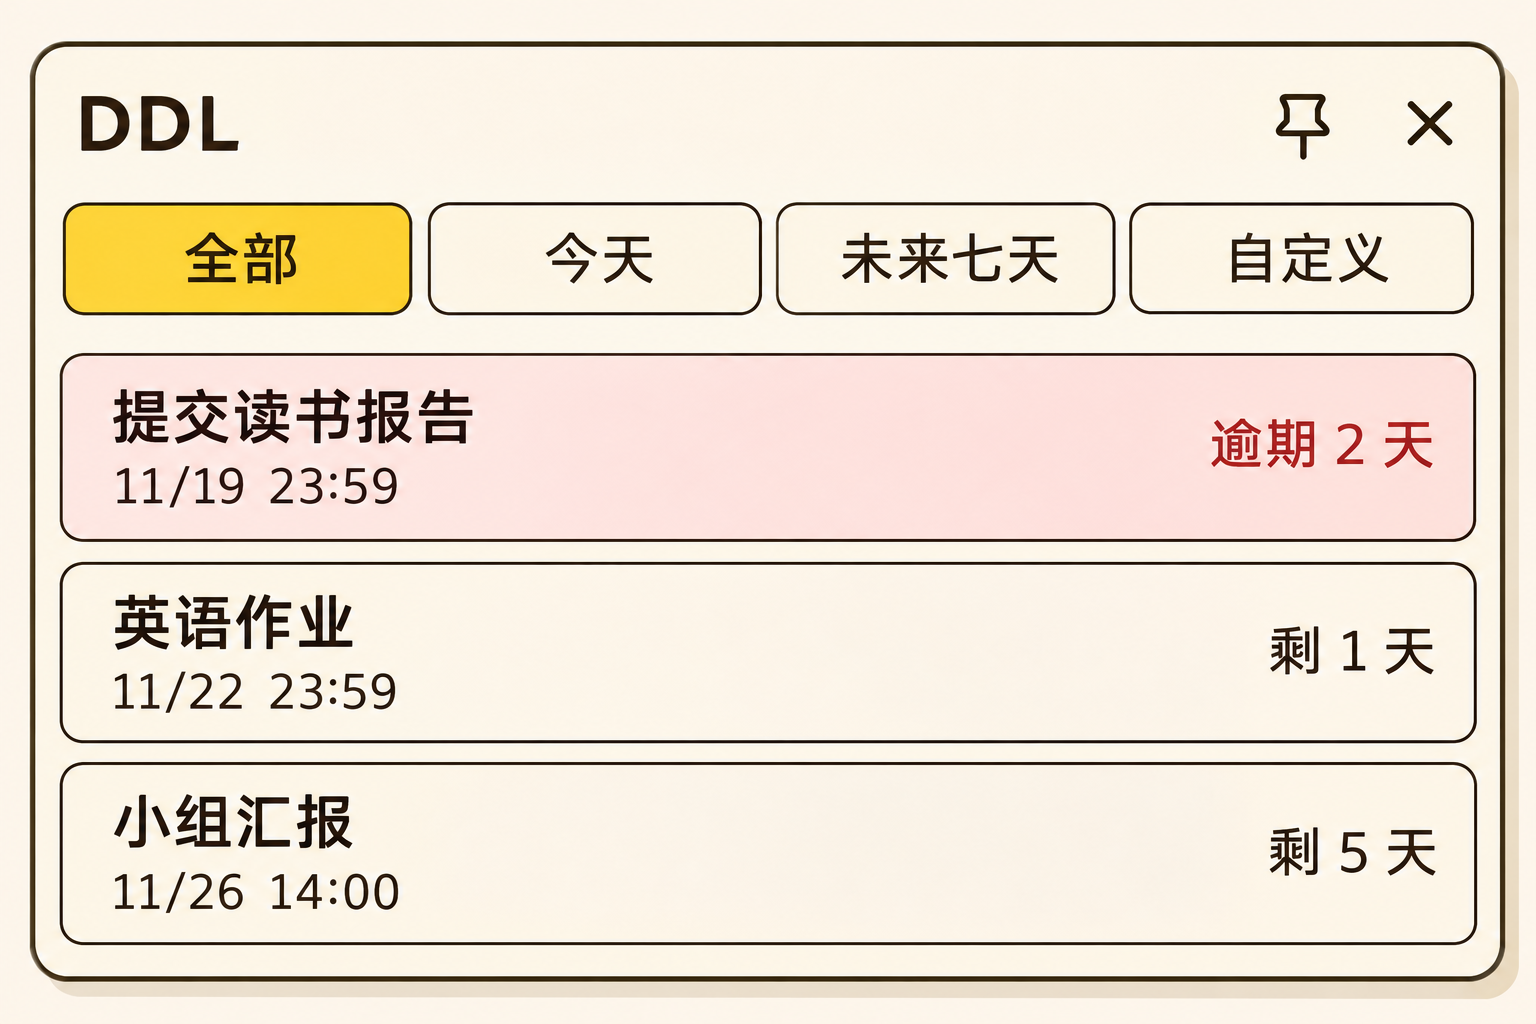 DDL
全部
今天
未来七天
自定义
提交读书报告
11/19 23:59
逾期 2 天
英语作业
11/22 23:59
剩 1 天
小组汇报
11/26 14:00
剩 5 天